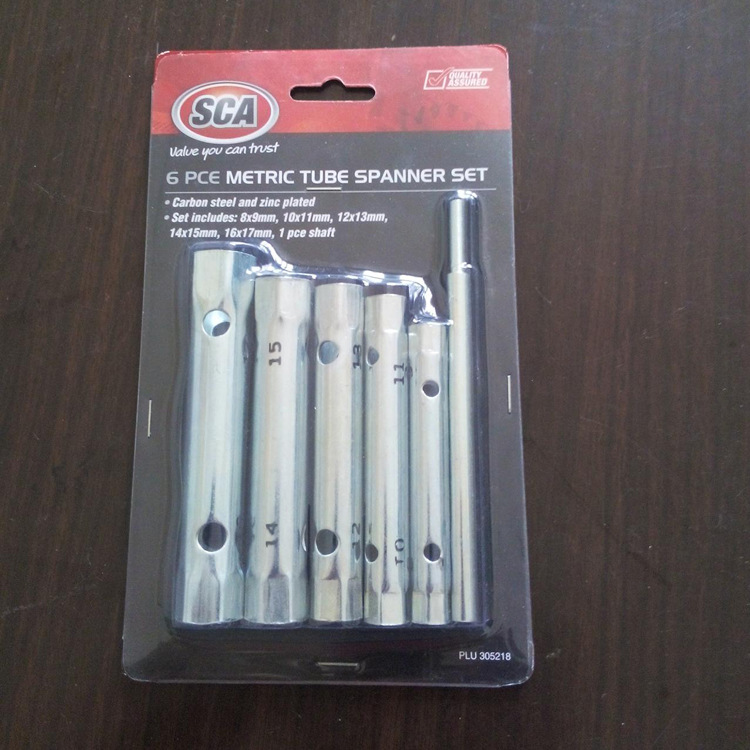 QUALITY
ASSURED
SCA
Value you can trust
6 PCE METRIC TUBE SPANNER SET
• Carbon steel and zinc plated
• Set includes: 8x9mm, 10x11mm, 12x13mm,
14x15mm, 16x17mm, 1 pce shaft
15
13
11
14
12
10
PLU 305218